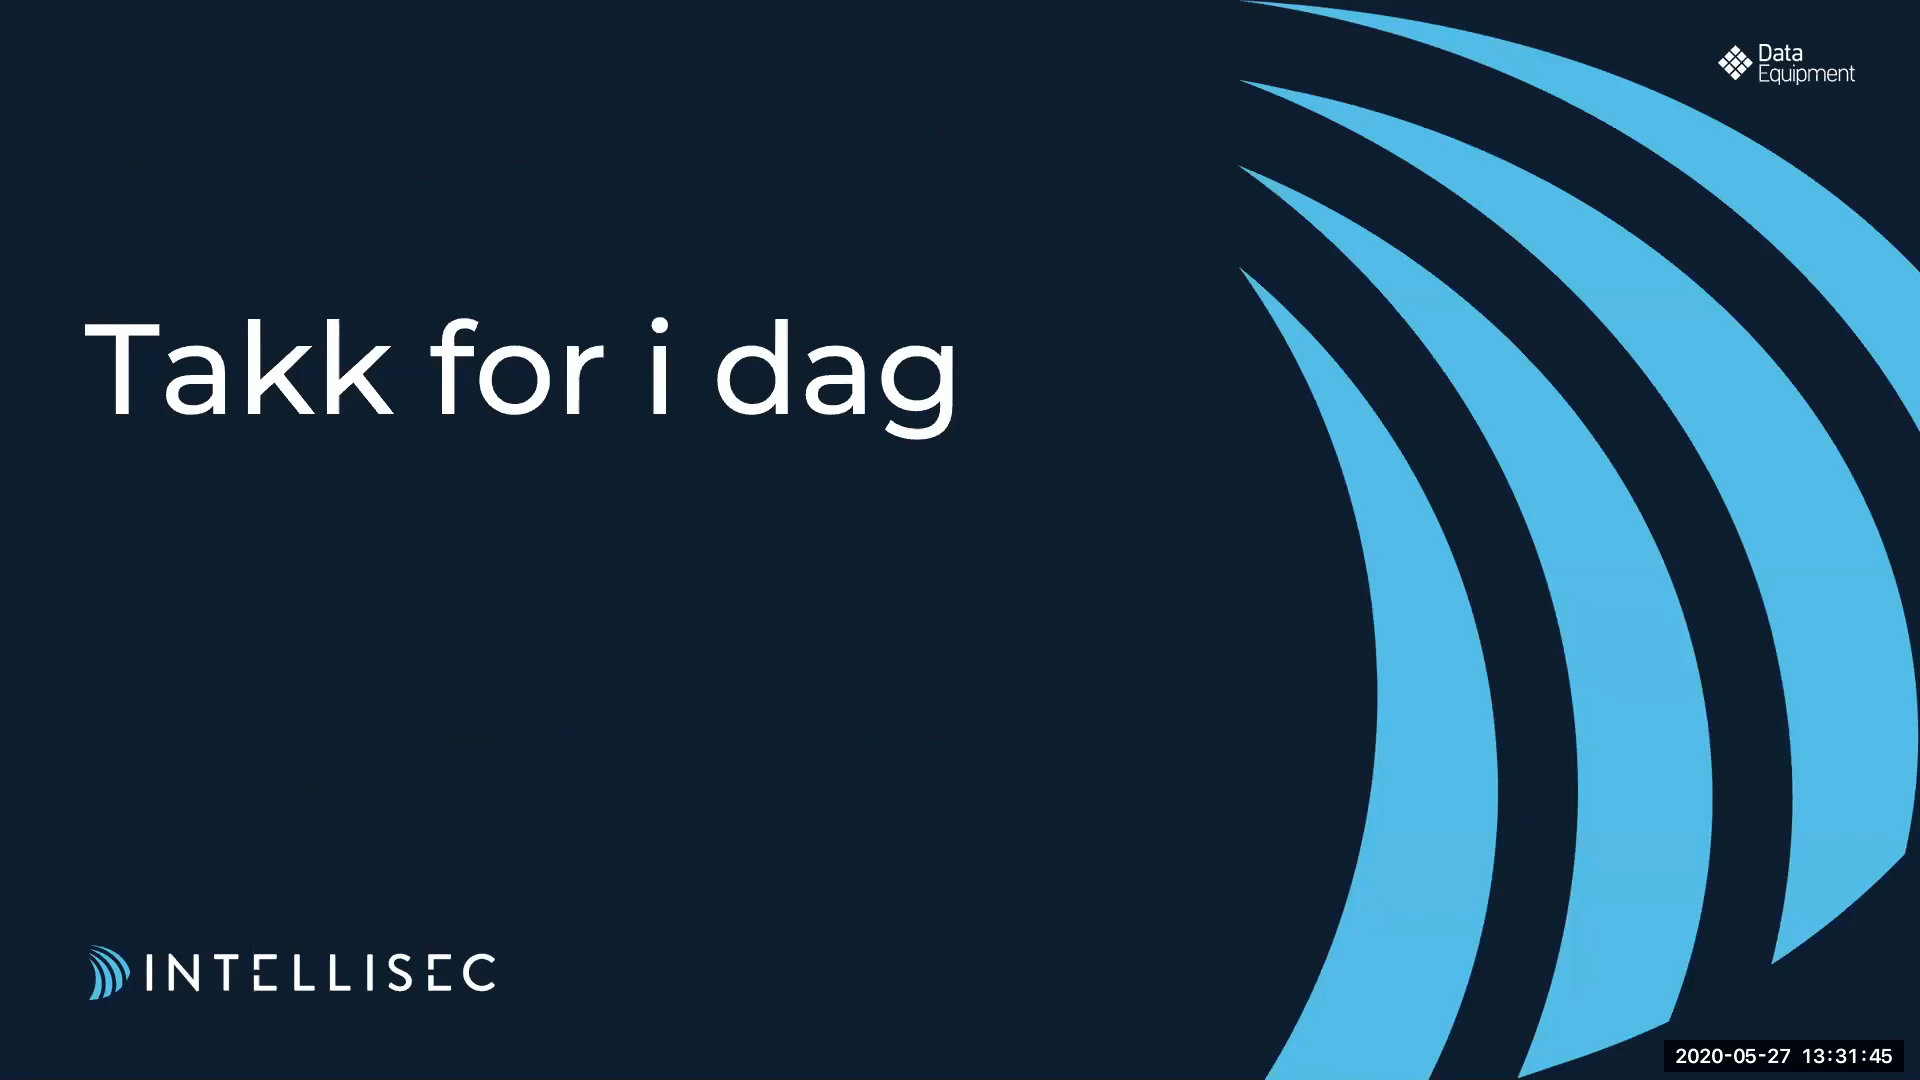 Data
Equipment
Takk for i dag
INTELLISEC
2020-05-27 13:31:45